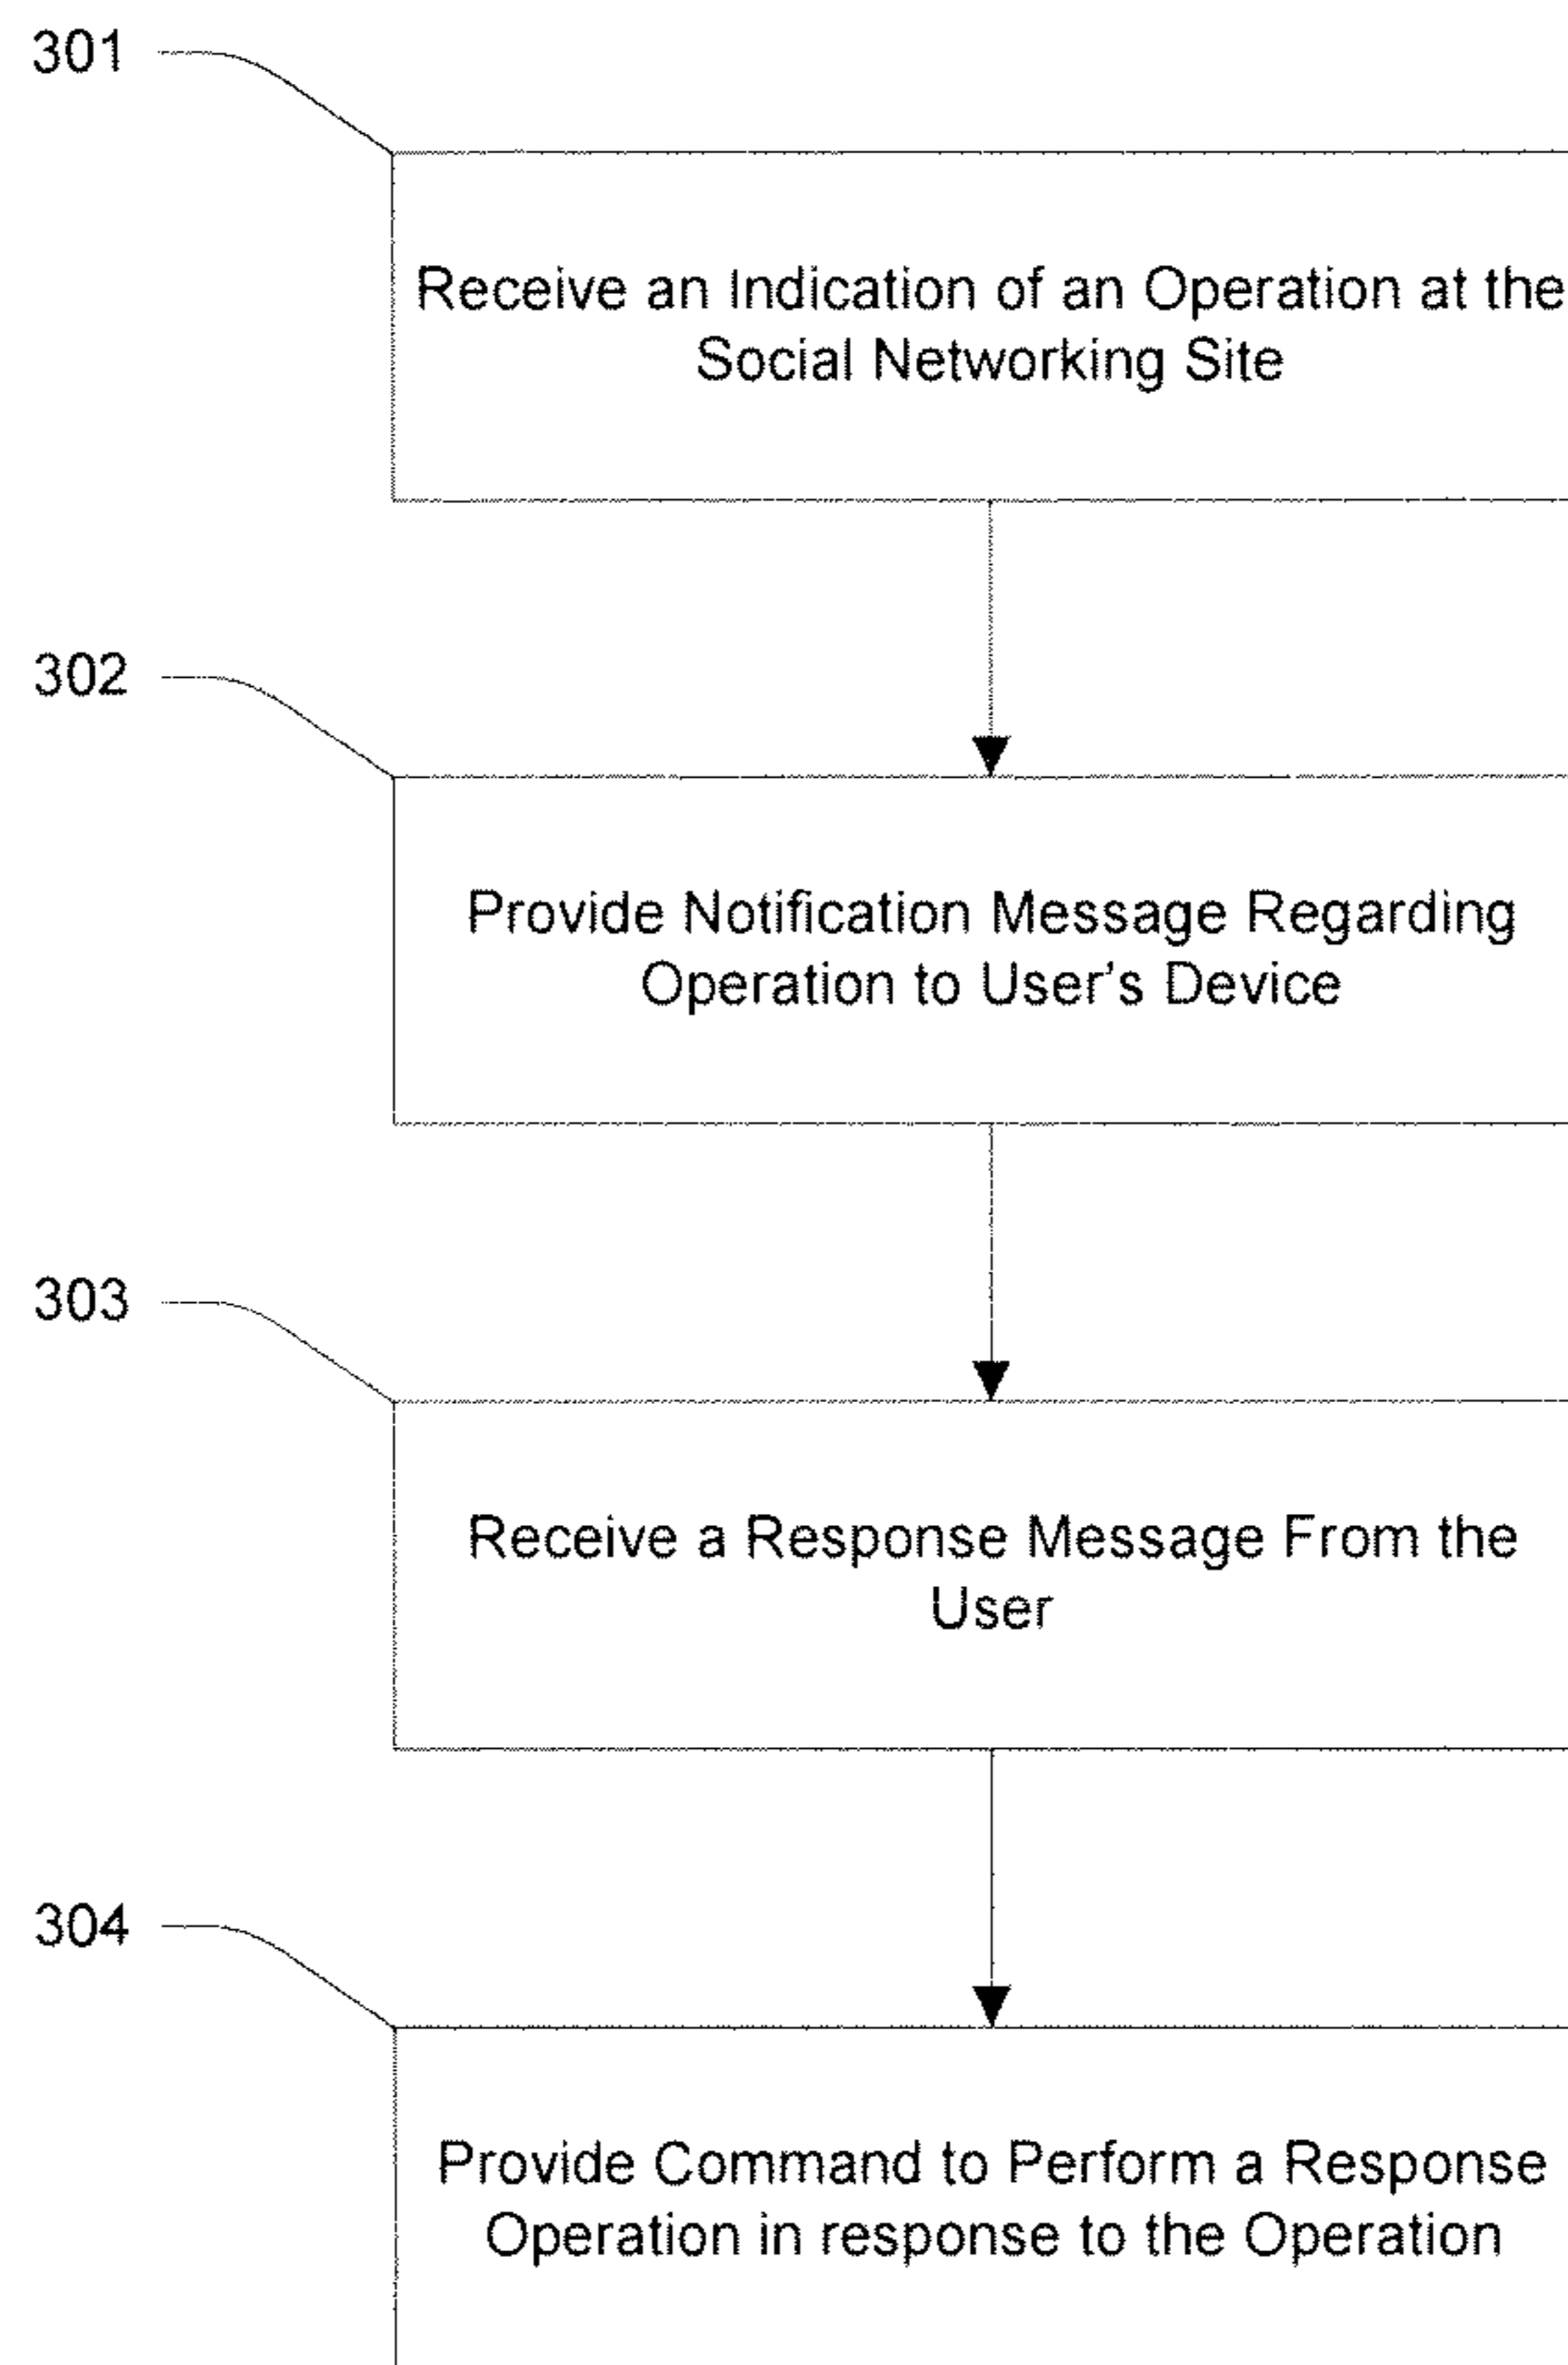 301
Receive an Indication of an Operation at the
Social Networking Site
302
Provide Notification Message Regarding
Operation to User's Device
303
Receive a Response Message From the
User
304
Provide Command to Perform a Response
Operation in response to the Operation